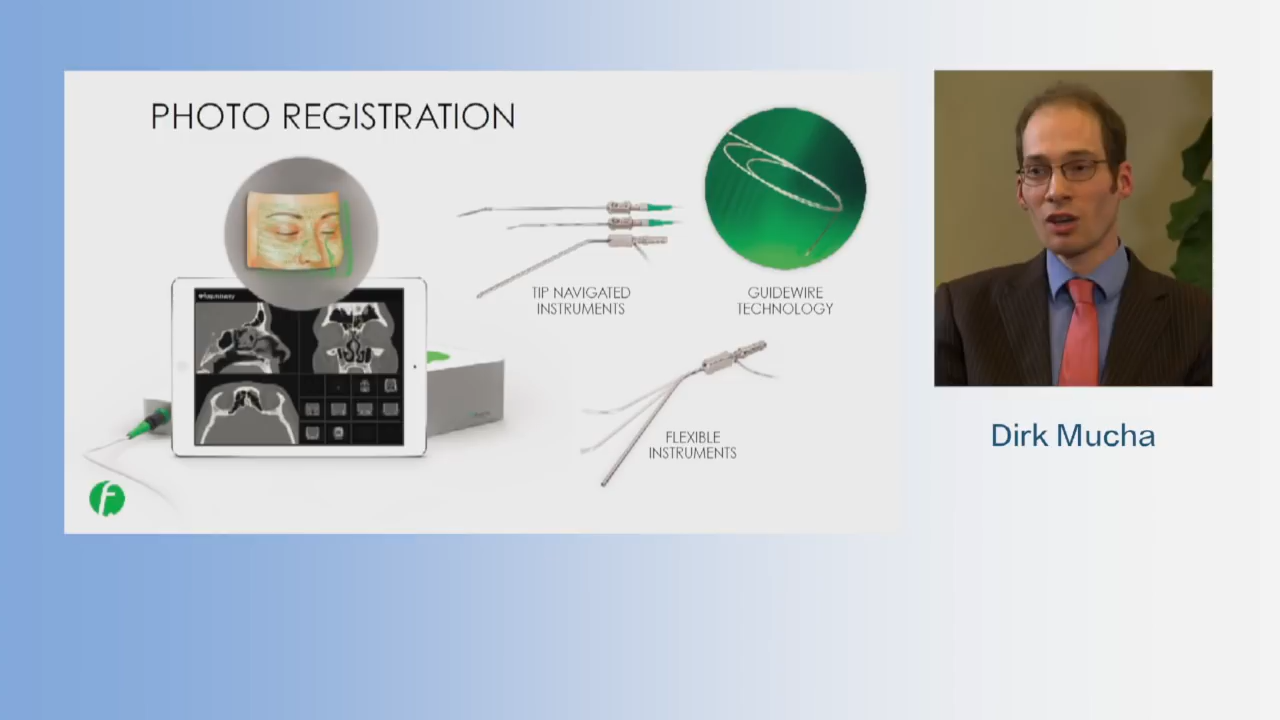 PHOTO REGISTRATION
TIP NAVIGATED
INSTRUMENTS
GUIDEWIRE
TECHNOLOGY
FLEXIBLE
INSTRUMENTS
f.
Dirk Mucha